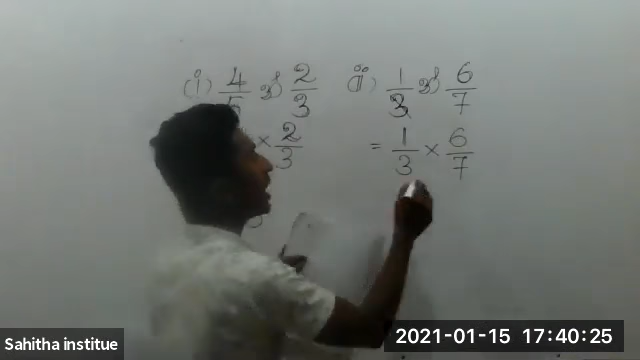 (i) 4/5 න් 2/3 (ii) 1/3 න් 6/7
× 2/3 = 1/3 × 6/7
Sahitha institue
2021-01-15 17:40:25